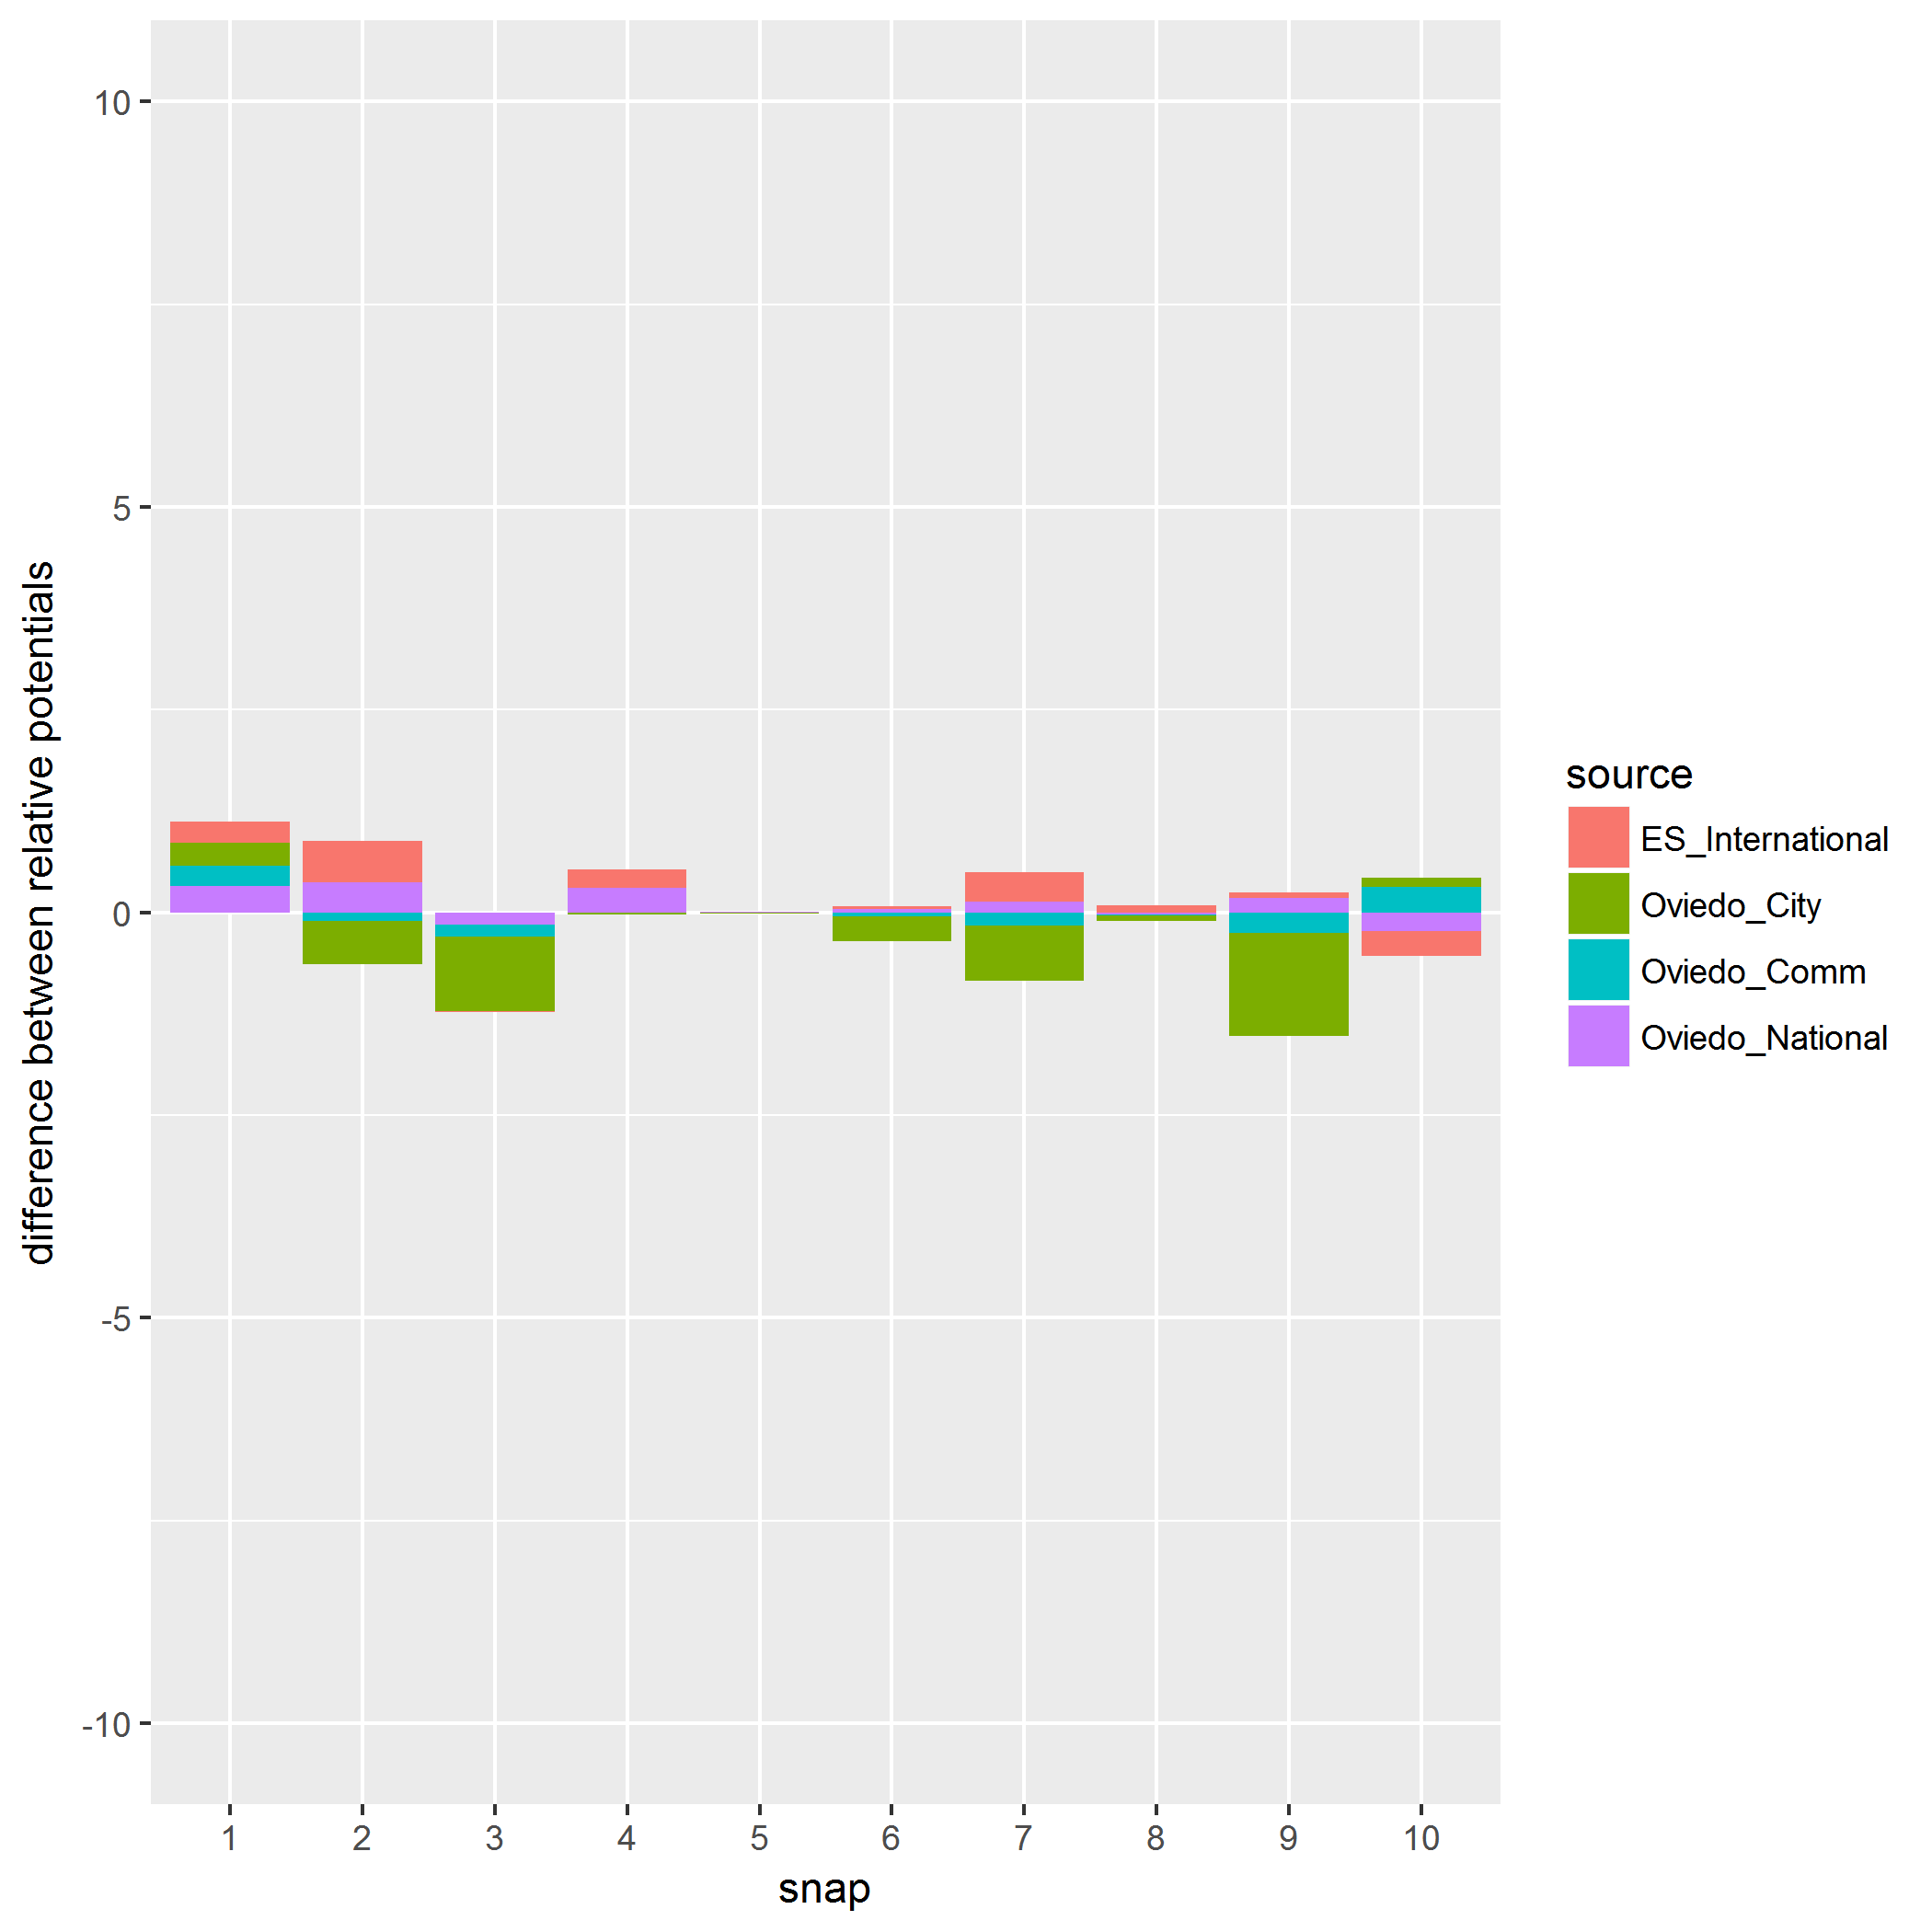 difference between relative potentials
10
5
0
-5
-10
1 2 3 4 5 6 7 8 9 10
snap
source
ES_International
Oviedo_City
Oviedo_Comm
Oviedo_National